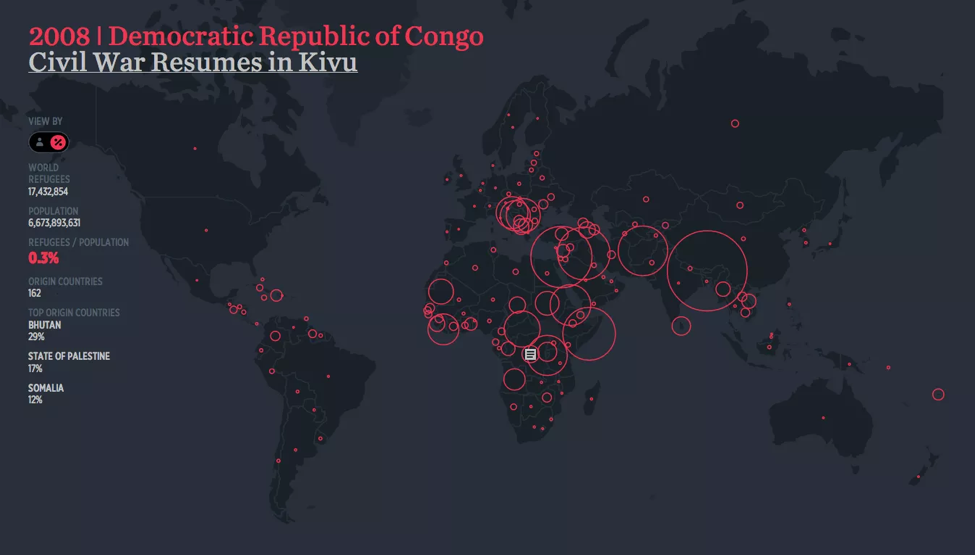 2008 | Democratic Republic of Congo
Civil War Resumes in Kivu
VIEW BY
%
WORLD
REFUGEES
17,432,854
POPULATION
6,673,893,631
REFUGEES / POPULATION
0.3%
ORIGIN COUNTRIES
162
TOP ORIGIN COUNTRIES
BHUTAN
29%
STATE OF PALESTINE
17%
SOMALIA
12%